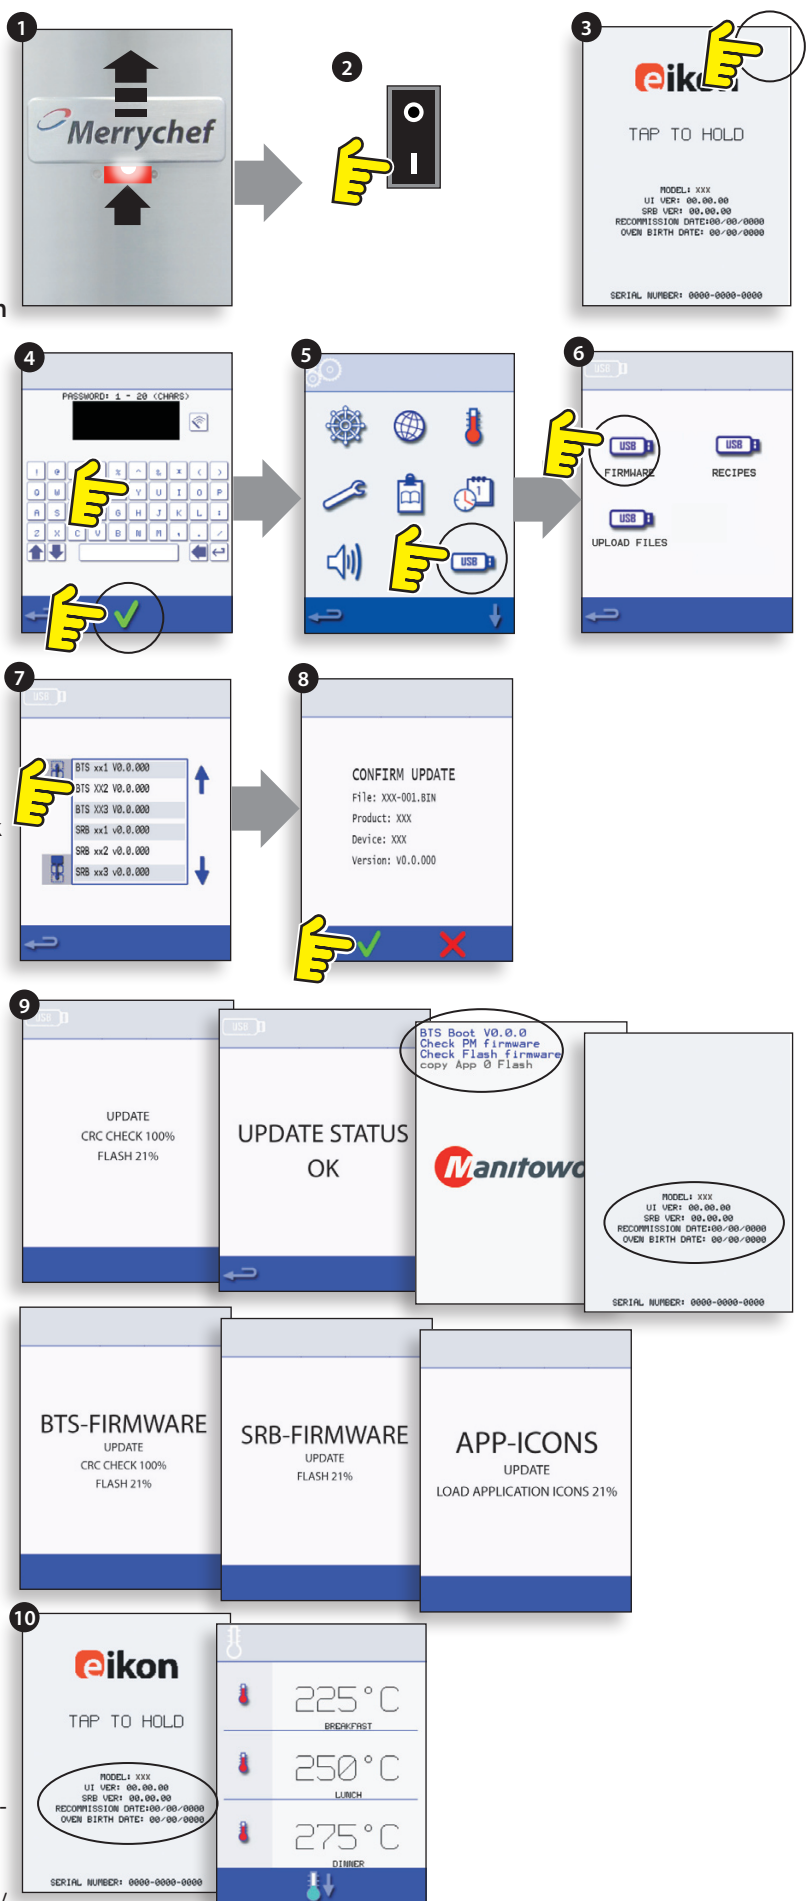 1
Merrychef
2
3
eikon
TAP TO HOLD
MODEL: XXX
UI VER: 00.00.00
SRB VER: 00.00.00
RECOMMISSION DATE:00/00/0000
OVEN BIRTH DATE: 00/00/0000
SERIAL NUMBER: 0000-0000-0000
n
4
PASSWORD: 1 - 20 (CHARS)
! @ % ^ & * ( )
Q W Y U I O P
A S G H J K L :
Z X C V B N M , . /
5
1
USB
6
USB
USB
FIRMWARE
USB
RECIPES
USB
UPLOAD FILES
7
USB
BTS xx1 V0.0.000
BTS XX2 V0.0.000
BTS XX3 V0.0.000
SRB xx1 v0.0.000
SRB xx2 v0.0.000
SRB xx3 v0.0.000
8
CONFIRM UPDATE
File: XXX-001.BIN
Product: XXX
Device: XXX
Version: V0.0.000
9
USB
UPDATE
CRC CHECK 100%
FLASH 21%
USB
UPDATE STATUS
OK
BTS Boot V0.0.0
Check PM firmware
Check Flash firmware
copy App 0 Flash
Manitowo
MODEL: XXX
UI VER: 00.00.00
SRB VER: 00.00.00
RECOMMISSION DATE:00/00/0000
OVEN BIRTH DATE: 00/00/0000
SERIAL NUMBER: 0000-0000-0000
BTS-FIRMWARE
UPDATE
CRC CHECK 100%
FLASH 21%
SRB-FIRMWARE
UPDATE
FLASH 21%
APP-ICONS
UPDATE
LOAD APPLICATION ICONS 21%
10
eikon
TAP TO HOLD
MODEL: XXX
UI VER: 00.00.00
SRB VER: 00.00.00
RECOMMISSION DATE:00/00/0000
OVEN BIRTH DATE: 00/00/0000
SERIAL NUMBER: 0000-0000-0000
225°C
BREAKFAST
250°C
LUNCH
275°C
DINNER